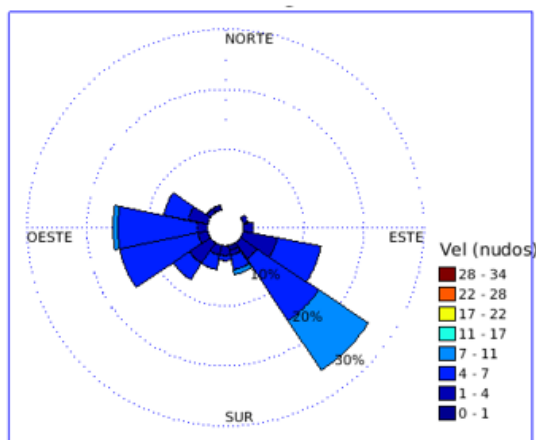 NORTE
OESTE
ESTE
10%
20%
30%
SUR
Vel (nudos)
28 - 34
22 - 28
17 - 22
11 - 17
7 - 11
4 - 7
1 - 4
0 - 1